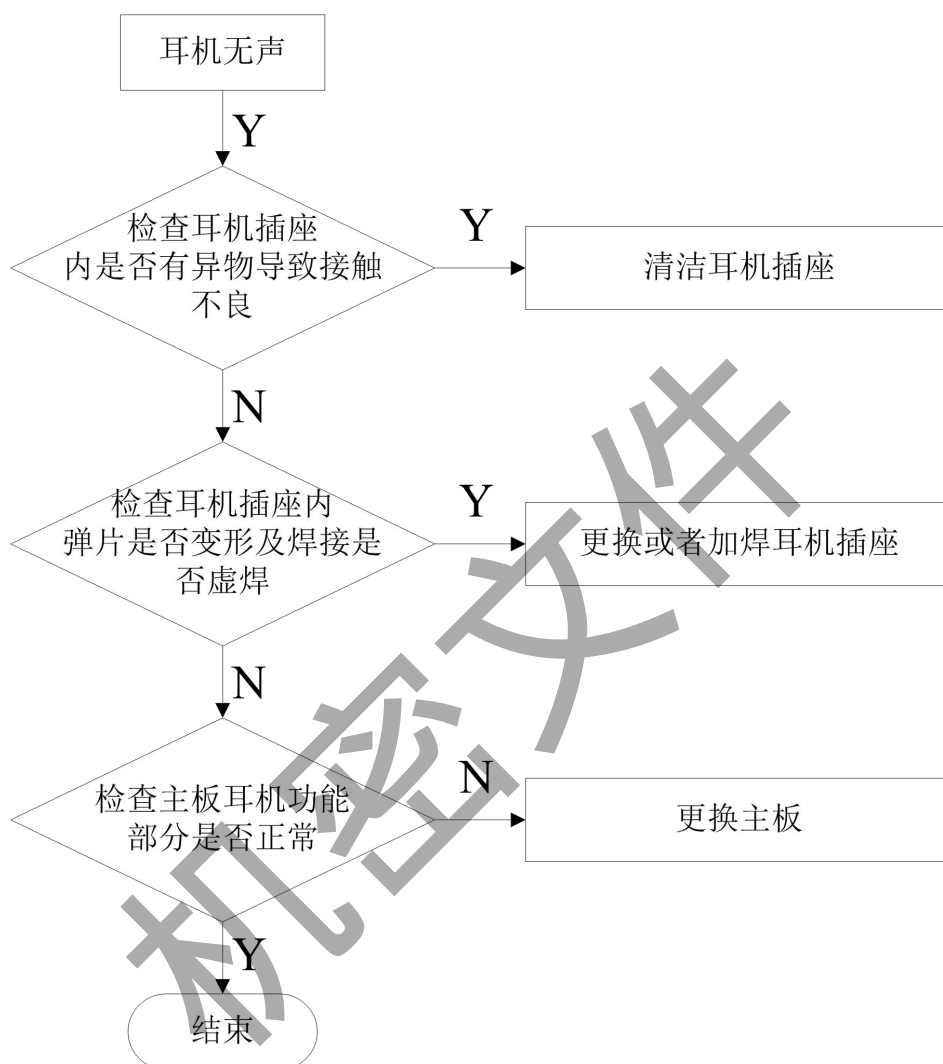 耳机无声
Y
检查耳机插座
内是否有异物导致接触
不良
Y
清洁耳机插座
N
检查耳机插座内
弹片是否变形及焊接是
否虚焊
Y
更换或者加焊耳机插座
N
检查主板耳机功能
部分是否正常
N
更换主板
Y
结束
机密文件